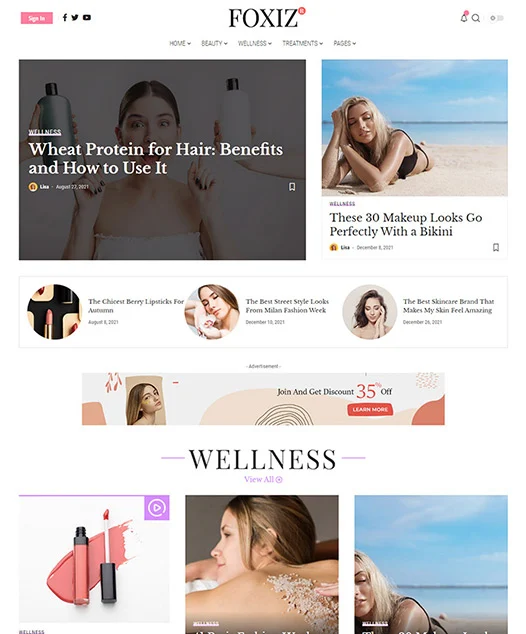 Sign In
FOXIZ
HOME
BEAUTY
WELLNESS
TREATMENTS
PAGES
WELLNESS
Wheat Protein for Hair: Benefits
and How to Use It
Lisa - August 22, 2021
WELLNESS
These 30 Makeup Looks Go
Perfectly With a Bikini
Lisa - December 8, 2021
The Chicest Berry Lipsticks For
Autumn
August 8, 2021
The Best Street Style Looks
From Milan Fashion Week
December 10, 2021
The Best Skincare Brand That
Makes My Skin Feel Amazing
December 26, 2021
- Advertisement -
Join And Get Discount 35% Off
LEARN MORE
WELLNESS
View All
WELLNESS
WELLNESS
WELLNESS